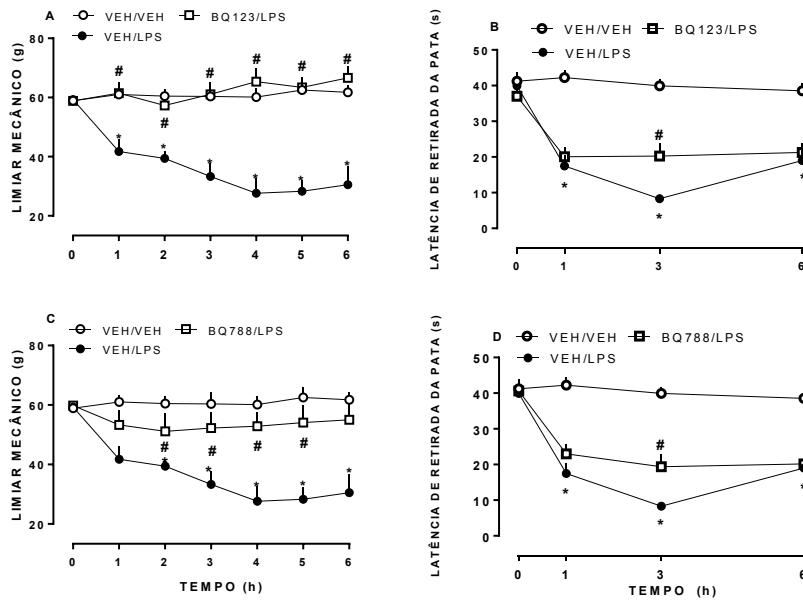 A
VEH/VEH
BQ123/LPS
VEH/LPS
LIMIAR MECÂNICO (g)
80
60
40
20
# # # # #
#
* * * * * *
0 1 2 3 4 5 6
B
VEH/VEH
BQ123/LPS
VEH/LPS
LATÊNCIA DE RETIRADA DA PATA (s)
50
40
30
20
10
0
#
* * *
0 1 3 6
C
VEH/VEH
BQ788/LPS
VEH/LPS
LIMIAR MECÂNICO (g)
80
60
40
20
# # # #
* * * * *
0 1 2 3 4 5 6
TEMPO (h)
D
VEH/VEH
BQ788/LPS
VEH/LPS
LATÊNCIA DE RETIRADA DA PATA (s)
50
40
30
20
10
0
#
* * *
0 1 3 6
TEMPO (h)